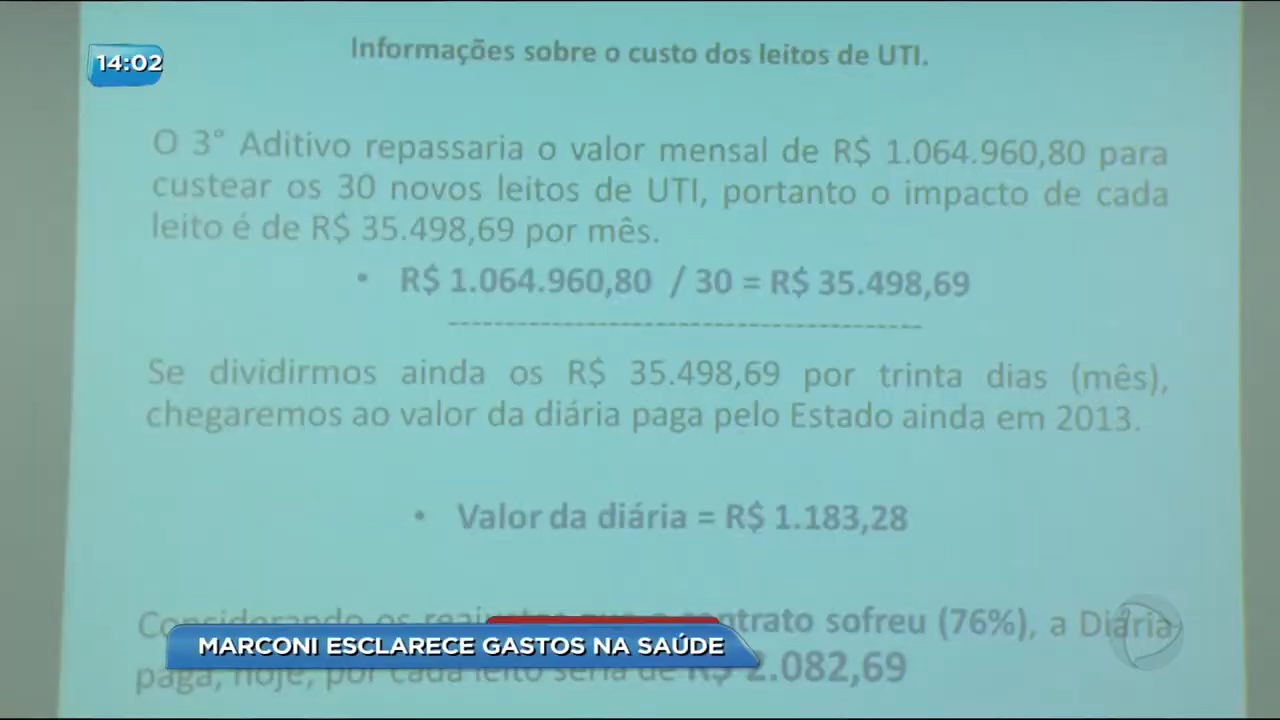 14:02
Informações sobre o custo dos leitos de UTI.
O 3° Aditivo repassaria o valor mensal de R$ 1.064.960,80 para
custear os 30 novos leitos de UTI, portanto o impacto de cada
leito é de R$ 35.498,69 por mês.
• R$ 1.064.960,80 / 30 = R$ 35.498,69
----------------------------------------------
Se dividirmos ainda os R$ 35.498,69 por trinta dias (mês),
chegaremos ao valor da diária paga pelo Estado ainda em 2013.
• Valor da diária = R$ 1.183,28
Considerando os reajustes que o contrato sofreu (76%), a Diária
paga, hoje, por cada leito seria de R$ 2.082,69
MARCONI ESCLARECE GASTOS NA SAÚDE